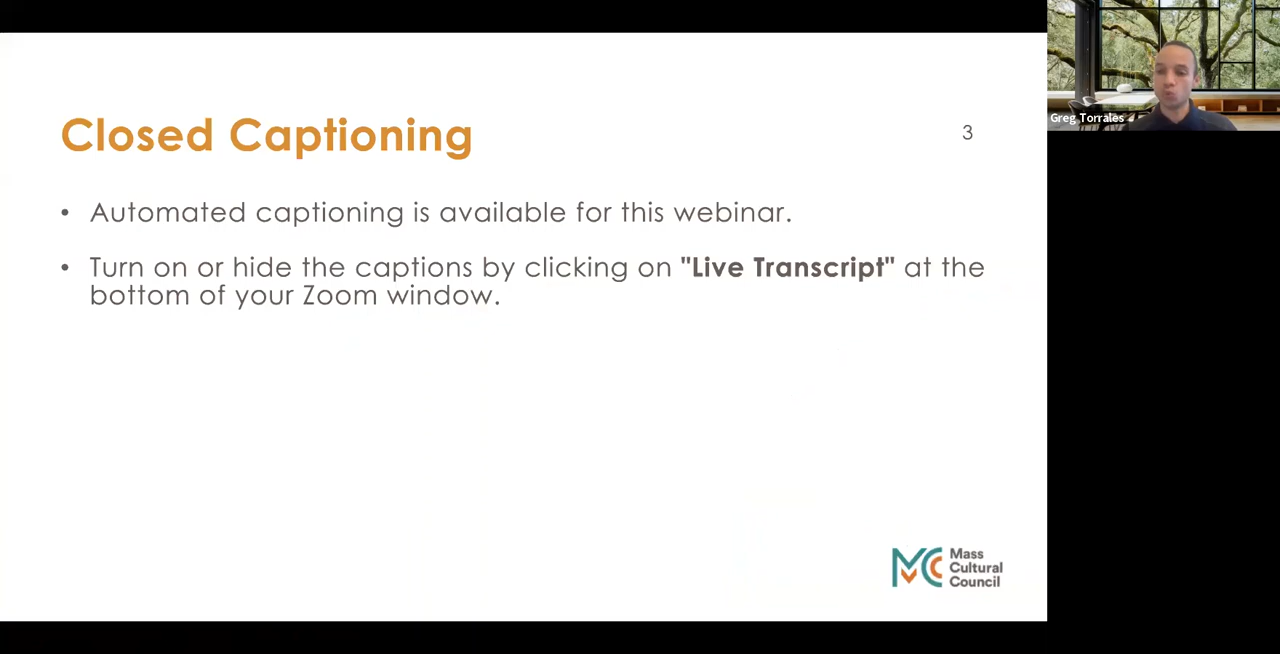 Closed Captioning
3
• Automated captioning is available for this webinar.
• Turn on or hide the captions by clicking on "Live Transcript" at the
bottom of your Zoom window.
Mass
Cultural
Council
Greg Torrales